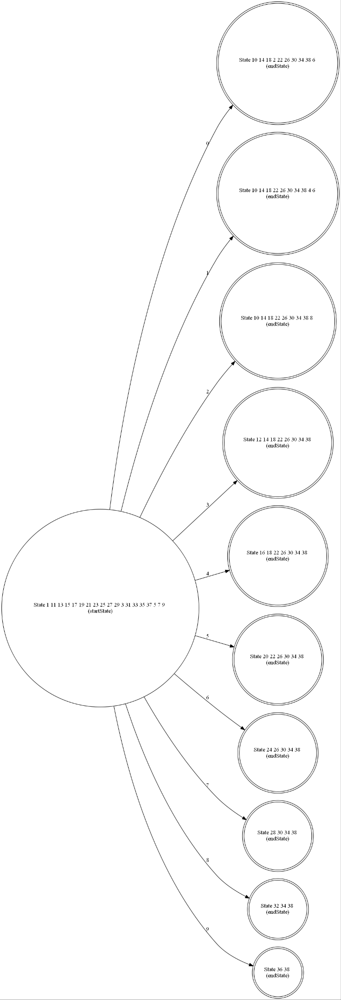 State 10 14 18 2 22 26 30 34 38 6
(endState)
0
State 10 14 18 22 26 30 34 38 4 6
(endState)
1
State 10 14 18 22 26 30 34 38 8
(endState)
2
State 12 14 18 22 26 30 34 38
(endState)
3
State 16 18 22 26 30 34 38
(endState)
4
State 1 11 13 15 17 19 21 23 25 27 29 3 31 33 35 37 5 7 9
(startState)
5
State 20 22 26 30 34 38
(endState)
6
State 24 26 30 34 38
(endState)
7
State 28 30 34 38
(endState)
8
State 32 34 38
(endState)
9
State 36 38
(endState)